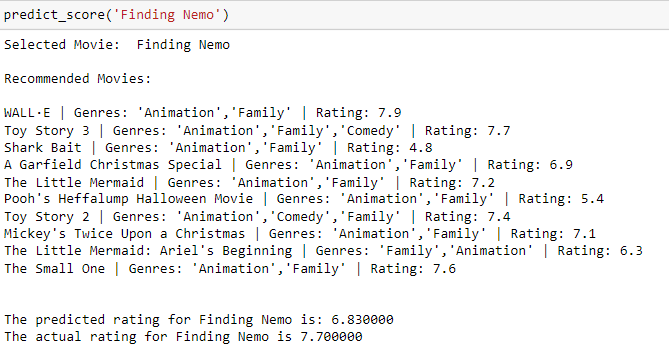 predict_score('Finding Nemo')
Selected Movie:  Finding Nemo
Recommended Movies:
WALL·E | Genres: 'Animation','Family' | Rating: 7.9
Toy Story 3 | Genres: 'Animation','Family','Comedy' | Rating: 7.7
Shark Bait | Genres: 'Animation','Family' | Rating: 4.8
A Garfield Christmas Special | Genres: 'Animation','Family' | Rating: 6.9
The Little Mermaid | Genres: 'Animation','Family' | Rating: 7.2
Pooh's Heffalump Halloween Movie | Genres: 'Animation','Family' | Rating: 5.4
Toy Story 2 | Genres: 'Animation','Comedy','Family' | Rating: 7.4
Mickey's Twice Upon a Christmas | Genres: 'Animation','Family' | Rating: 7.1
The Little Mermaid: Ariel's Beginning | Genres: 'Family','Animation' | Rating: 6.3
The Small One | Genres: 'Animation','Family' | Rating: 7.6
The predicted rating for Finding Nemo is: 6.830000
The actual rating for Finding Nemo is 7.700000